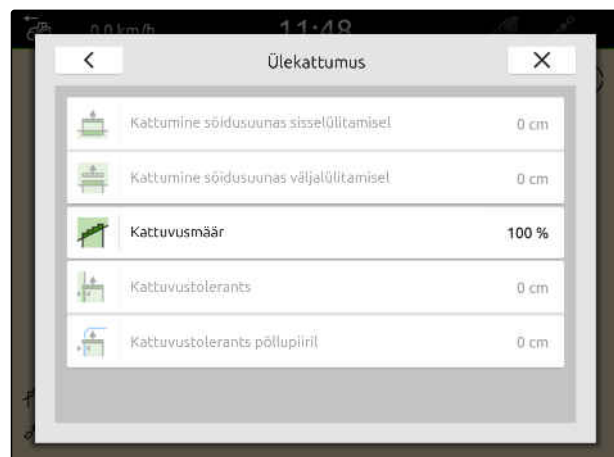 0.0 km/h 11:48
Ülekattumus
Kattumine sõidusuunas sisselülitamisel 0 cm
Kattumine sõidusuunas väljalülitamisel 0 cm
Kattuvusmäär 100 %
Kattuvustolerants 0 cm
Kattuvustolerants põllupiiril 0 cm